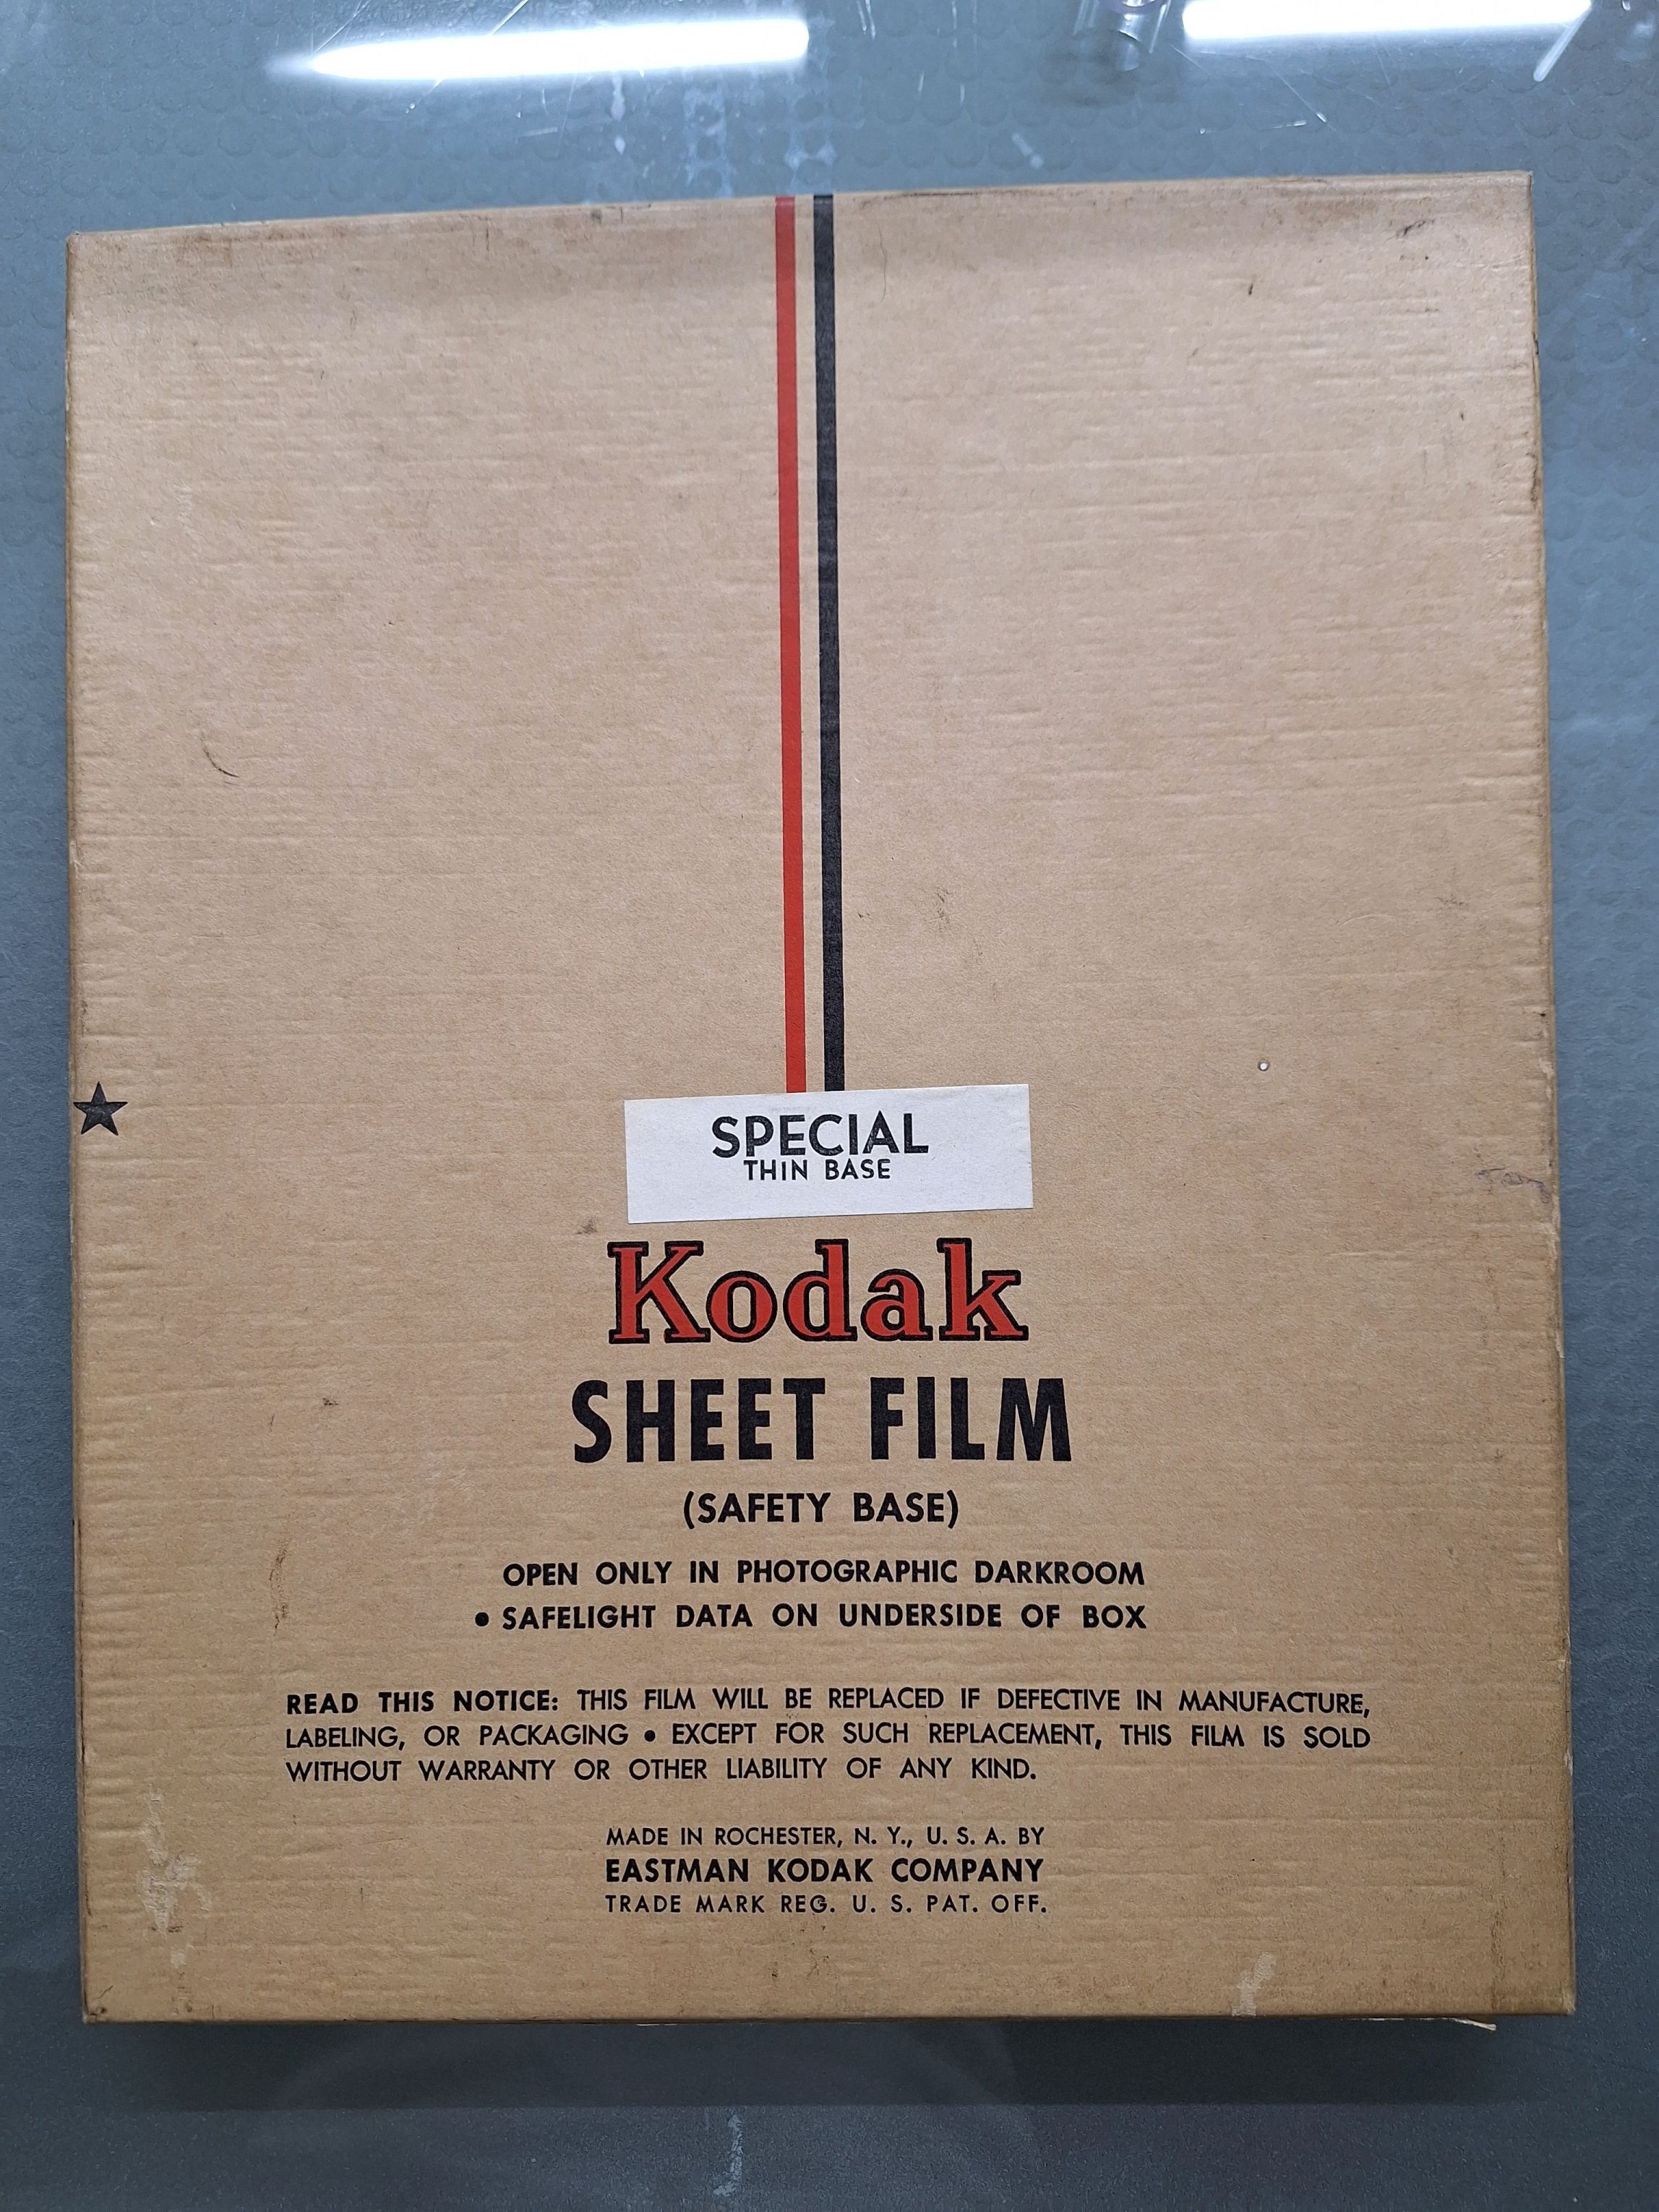 SPECIAL
THIN BASE
Kodak
SHEET FILM
(SAFETY BASE)
OPEN ONLY IN PHOTOGRAPHIC DARKROOM
• SAFELIGHT DATA ON UNDERSIDE OF BOX
READ THIS NOTICE: THIS FILM WILL BE REPLACED IF DEFECTIVE IN MANUFACTURE,
LABELING, OR PACKAGING • EXCEPT FOR SUCH REPLACEMENT, THIS FILM IS SOLD
WITHOUT WARRANTY OR OTHER LIABILITY OF ANY KIND.
MADE IN ROCHESTER, N. Y., U. S. A. BY
EASTMAN KODAK COMPANY
TRADE MARK REG. U. S. PAT. OFF.